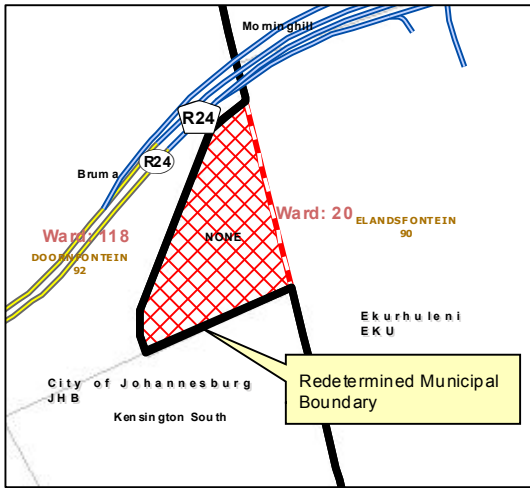 Morninghill
R24
R24
Bruma
Ward: 118
DOORNFONTEIN
92
NONE
Ward: 20
ELANDSFONTEIN
90
Ekurhuleni
EKU
Redetermined Municipal
Boundary
City of Johannesburg
JHB
Kensington South